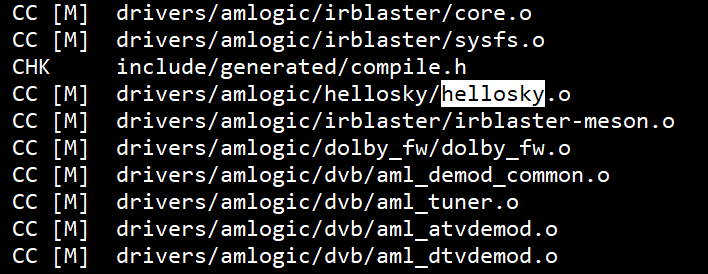 CC [M]  drivers/amlogic/irblaster/core.o
CC [M]  drivers/amlogic/irblaster/sysfs.o
CHK     include/generated/compile.h
CC [M]  drivers/amlogic/hellosky/hellosky.o
CC [M]  drivers/amlogic/irblaster/irblaster-meson.o
CC [M]  drivers/amlogic/dolby_fw/dolby_fw.o
CC [M]  drivers/amlogic/dvb/aml_demod_common.o
CC [M]  drivers/amlogic/dvb/aml_tuner.o
CC [M]  drivers/amlogic/dvb/aml_atvdemod.o
CC [M]  drivers/amlogic/dvb/aml_dtvdemod.o